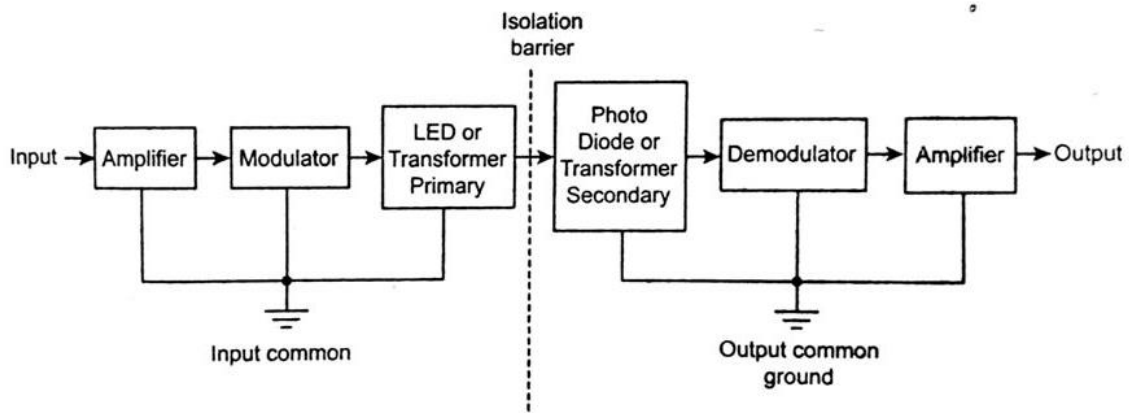 Isolation
barrier
Input
Amplifier
Modulator
LED or
Transformer
Primary
Photo
Diode or
Transformer
Secondary
Demodulator
Amplifier
Output
Input common
Output common
ground